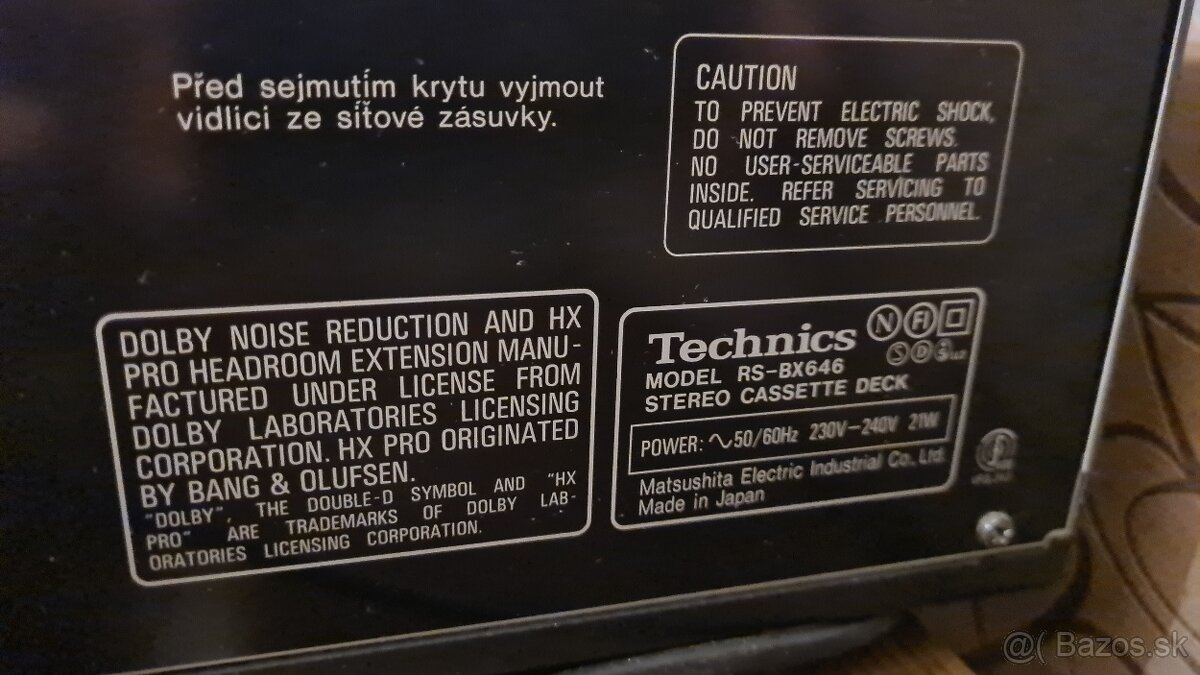 Před sejmutím krytu vyjmout
vidlici ze síťové zásuvky.
CAUTION
TO PREVENT ELECTRIC SHOCK,
DO NOT REMOVE SCREWS.
NO USER-SERVICEABLE PARTS
INSIDE. REFER SERVICING TO
QUALIFIED SERVICE PERSONNEL.
DOLBY NOISE REDUCTION AND HX
PRO HEADROOM EXTENSION MANU-
FACTURED UNDER LICENSE FROM
DOLBY LABORATORIES LICENSING
CORPORATION. HX PRO ORIGINATED
BY BANG & OLUFSEN.
"DOLBY", THE DOUBLE-D SYMBOL AND "HX
PRO" ARE TRADEMARKS OF DOLBY LAB-
ORATORIES LICENSING CORPORATION.
Technics N FI
S D
MODEL RS-BX646
STEREO CASSETTE DECK
POWER: ∿50/60Hz 230V-240V 21W
Matsushita Electric Industrial Co., Ltd.
Made in Japan
@( Bazos.sk